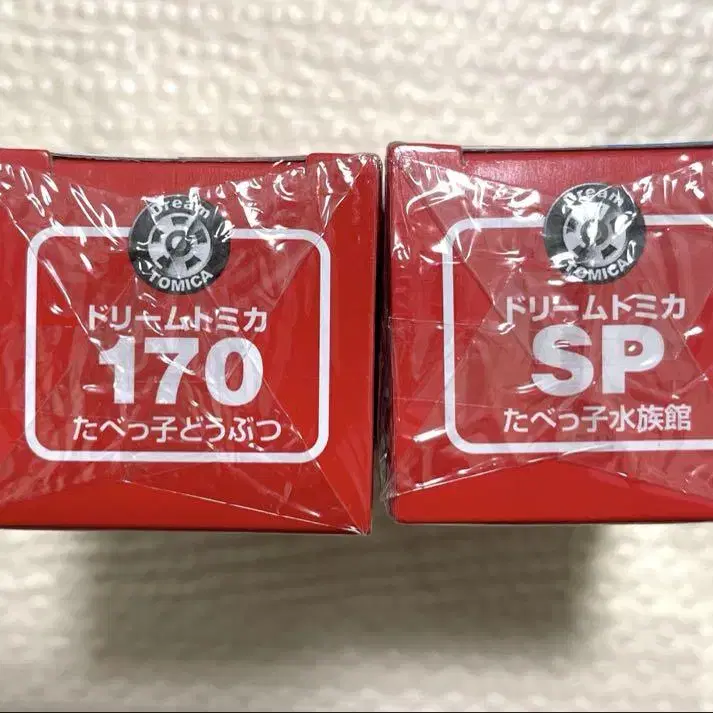 Dream
TOMICA
ドリームトミカ
170
たべっ子どうぶつ
Dream
TOMICA
ドリームトミカ
SP
たべっ子水族館